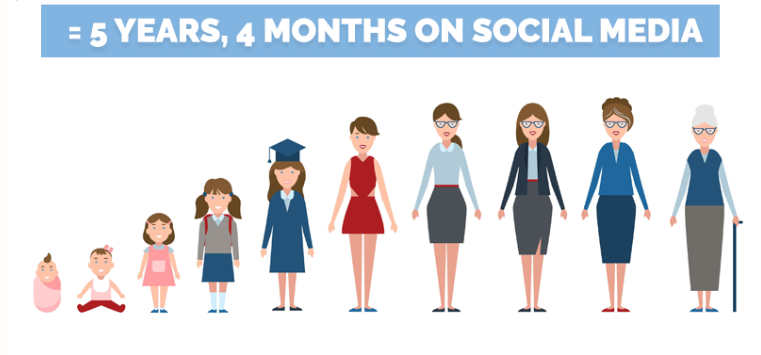 = 5 YEARS, 4 MONTHS ON SOCIAL MEDIA